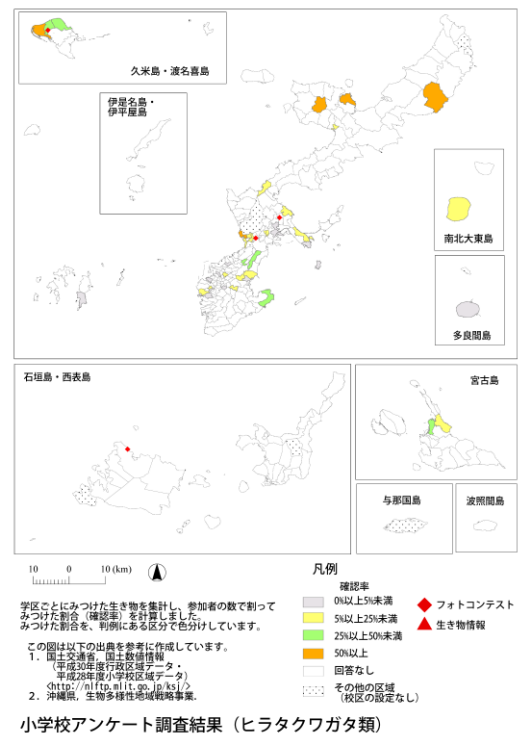 久米島・渡名喜島
伊是名島・
伊平屋島
南北大東島
多良間島
石垣島・西表島
宮古島
与那国島
波照間島
10 0 10 (km)
凡例
確認率
0%以上5%未満
5%以上25%未満
25%以上50%未満
50%以上
回答なし
その他の区域
(校区の設定なし)
フォトコンテスト
生き物情報
学区ごとにみつけた生き物を集計し、参加者の数で割って
みつけた割合(確認率)を計算しました。
みつけた割合を、判例にある区分で色分けしています。
この図は以下の出典を参考に作成しています。
1. 国土交通省, 国土数値情報
(平成30年度行政区域データ・
平成28年度小学校区域データ)
<http://nlftp.mlit.go.jp/ksj/>
2. 沖縄県, 生物多様性地域戦略事業.
小学校アンケート調査結果(ヒラタクワガタ類)